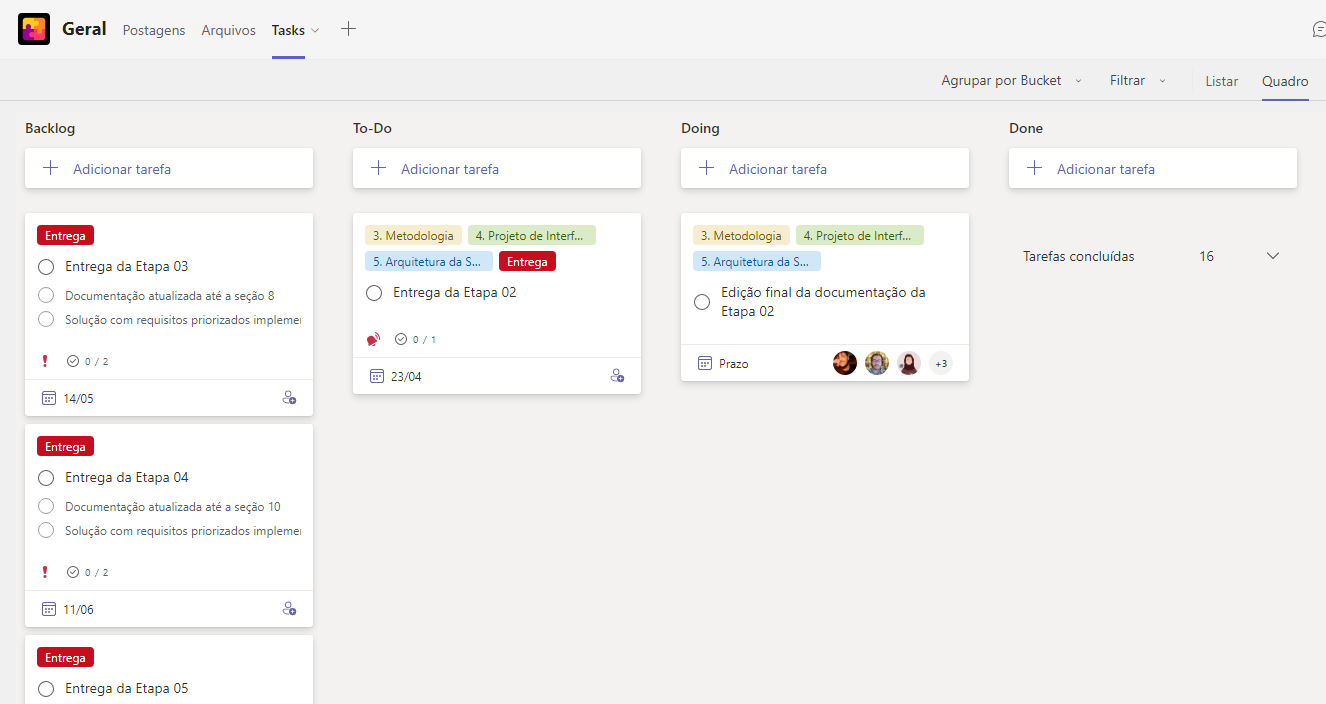 Geral
Postagens
Arquivos
Tasks
Agrupar por Bucket
Filtrar
Listar
Quadro
Backlog
Adicionar tarefa
Entrega
Entrega da Etapa 03
Documentação atualizada até a seção 8
Solução com requisitos priorizados implemen
0 / 2
14/05
Entrega
Entrega da Etapa 04
Documentação atualizada até a seção 10
Solução com requisitos priorizados implemen
0 / 2
11/06
Entrega
Entrega da Etapa 05
To-Do
Adicionar tarefa
3. Metodologia
4. Projeto de Interf...
5. Arquitetura da S...
Entrega
Entrega da Etapa 02
0 / 1
23/04
Doing
Adicionar tarefa
3. Metodologia
4. Projeto de Interf...
5. Arquitetura da S...
Edição final da documentação da
Etapa 02
Prazo
+3
Done
Adicionar tarefa
Tarefas concluídas
16